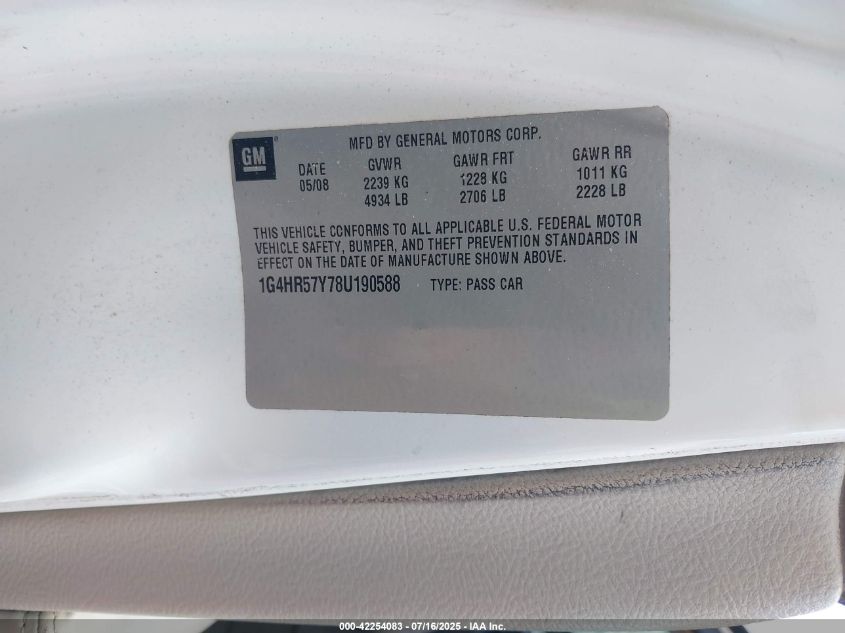 GM
MFD BY GENERAL MOTORS CORP.
DATE GVWR GAWR FRT GAWR RR
05/08 2239 KG 1228 KG 1011 KG
4934 LB 2706 LB 2228 LB
THIS VEHICLE CONFORMS TO ALL APPLICABLE U.S. FEDERAL MOTOR
VEHICLE SAFETY, BUMPER, AND THEFT PREVENTION STANDARDS IN
EFFECT ON THE DATE OF MANUFACTURE SHOWN ABOVE.
1G4HR57Y78U190588 TYPE: PASS CAR
000-42254083 - 07/16/2025 - IAA Inc.